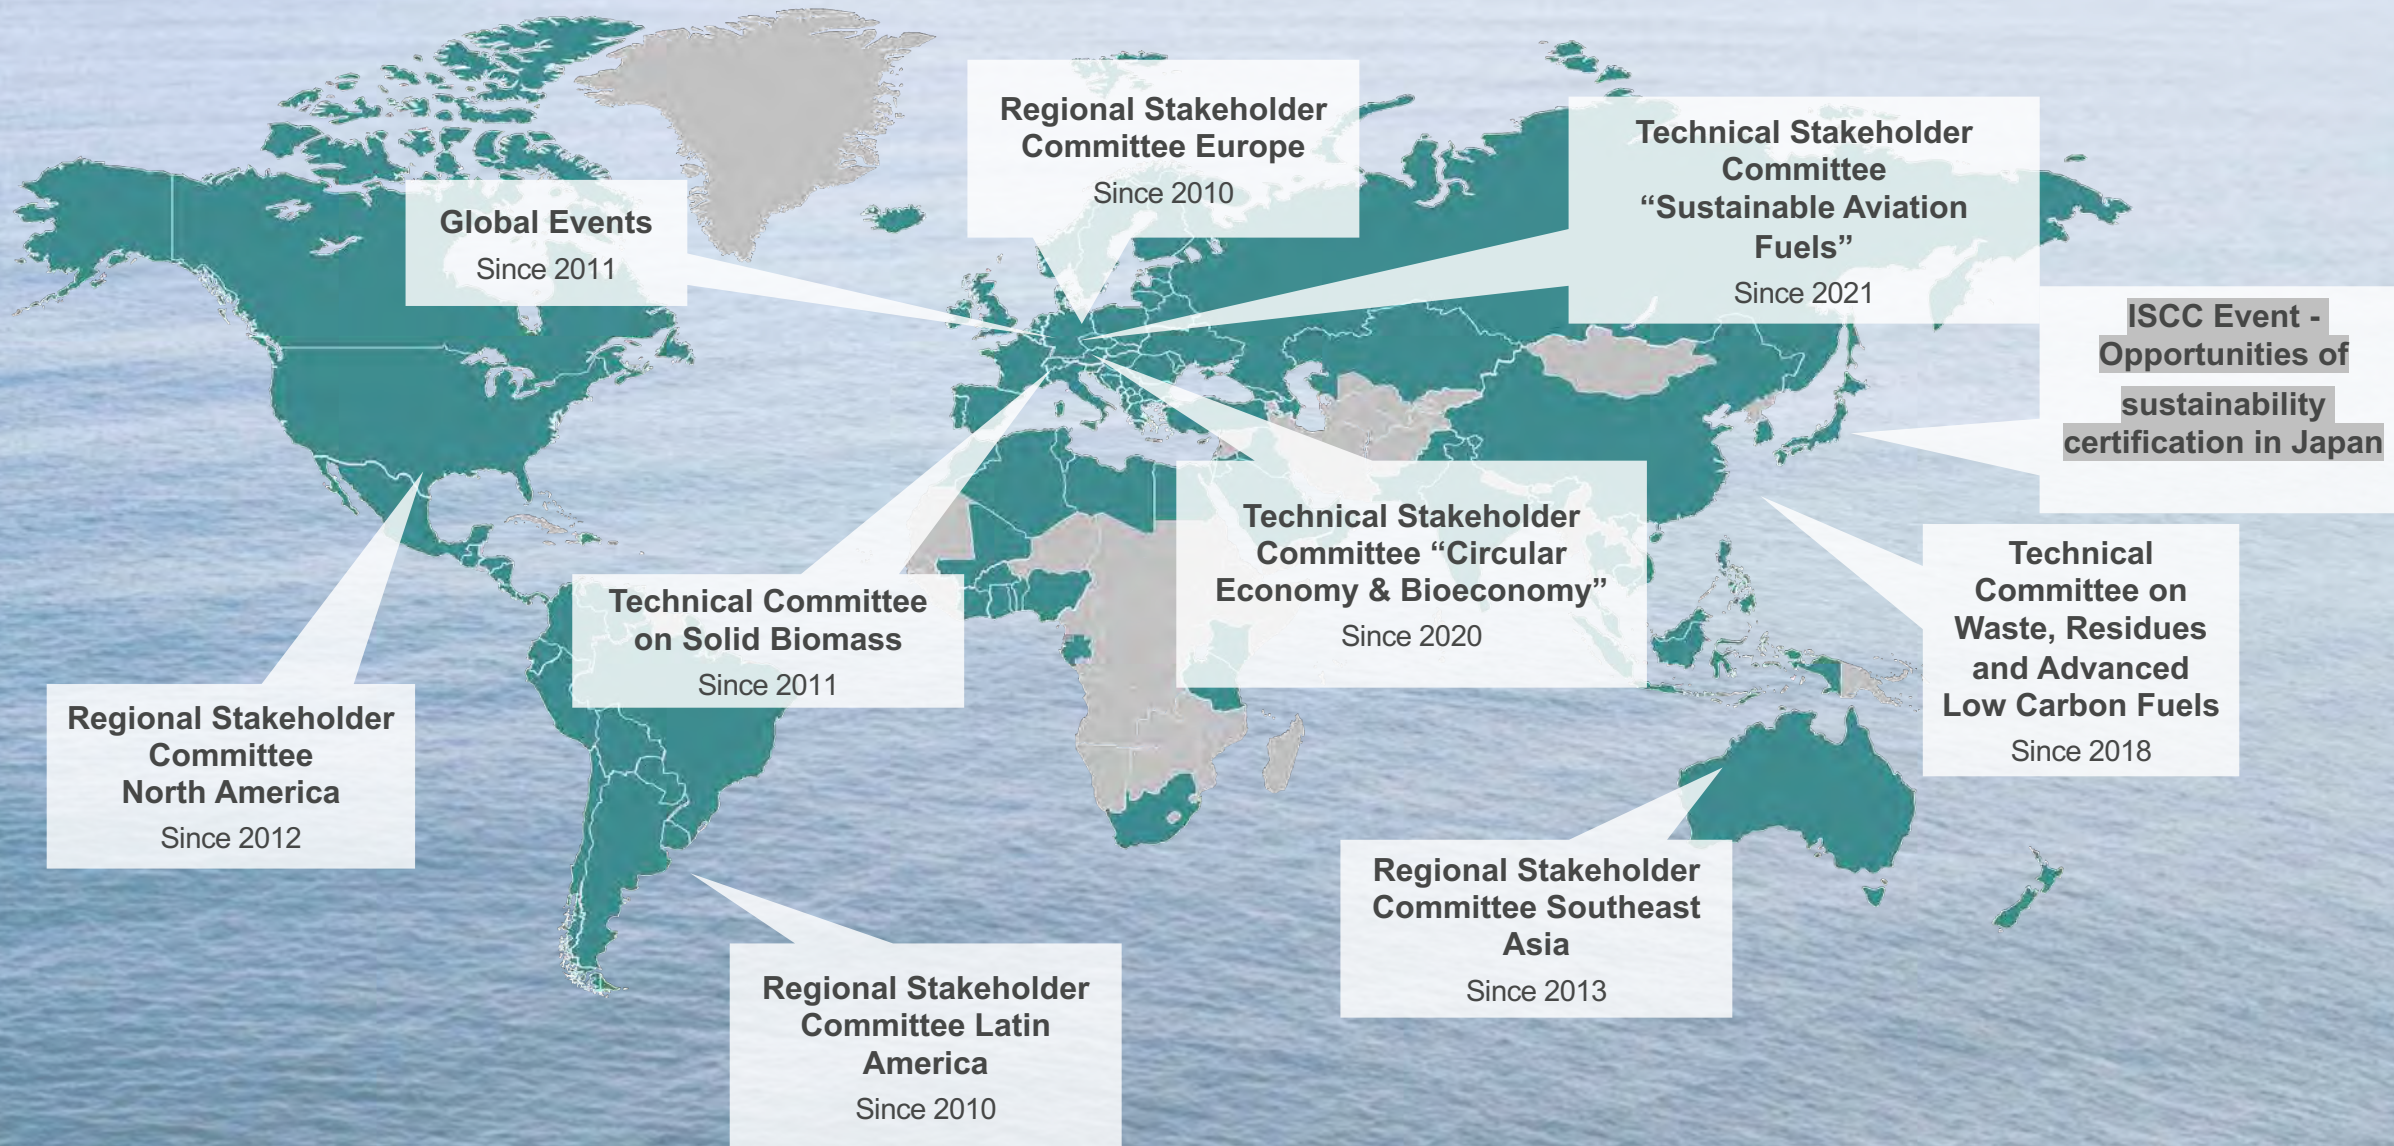 Regional Stakeholder
Committee Europe
Since 2010
Technical Stakeholder
Committee
“Sustainable Aviation
Fuels”
Since 2021
Global Events
Since 2011
ISCC Event -
Opportunities of
sustainability
certification in Japan
Technical Stakeholder
Committee “Circular
Economy & Bioeconomy”
Since 2020
Technical
Committee on
Waste, Residues
and Advanced
Low Carbon Fuels
Since 2018
Technical Committee
on Solid Biomass
Since 2011
Regional Stakeholder
Committee
North America
Since 2012
Regional Stakeholder
Committee Southeast
Asia
Since 2013
Regional Stakeholder
Committee Latin
America
Since 2010